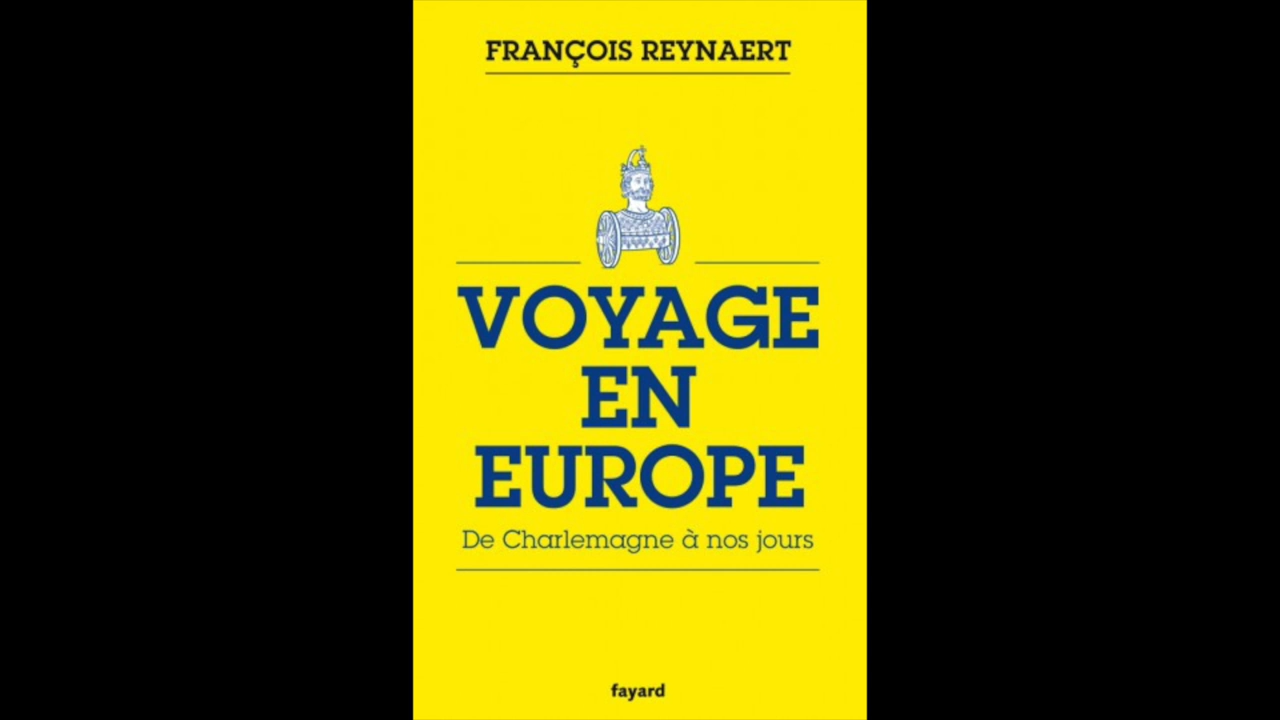 FRANÇOIS REYNAERT
VOYAGE
EN
EUROPE
De Charlemagne à nos jours
fayard